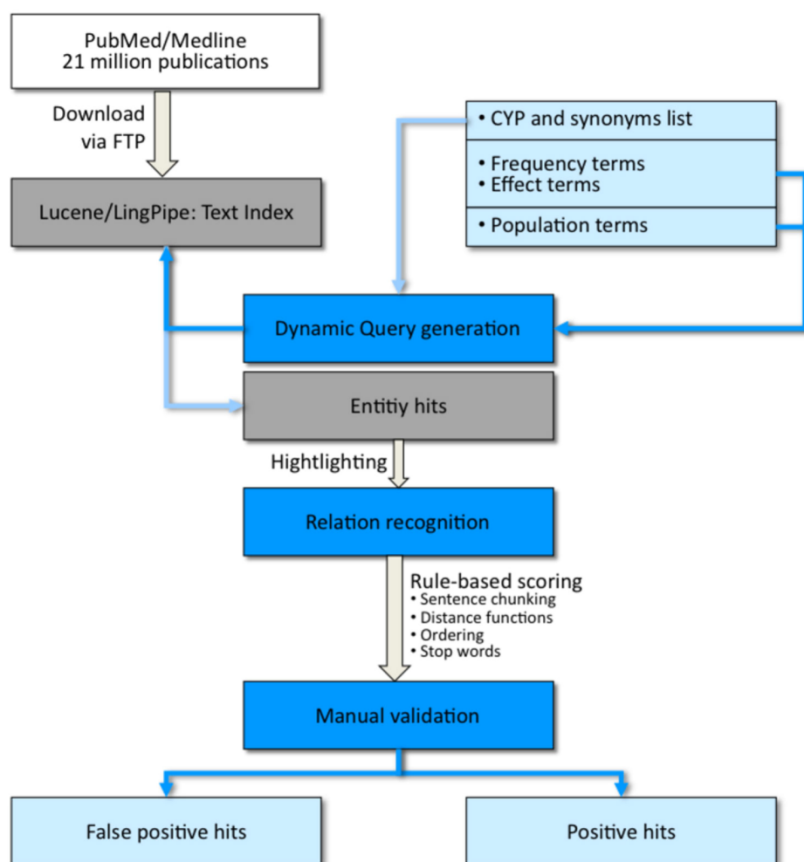 PubMed/Medline
21 million publications
Download
via FTP
• CYP and synonyms list
• Frequency terms
• Effect terms
• Population terms
Lucene/LingPipe: Text Index
Dynamic Query generation
Entitiy hits
Hightlighting
Relation recognition
Rule-based scoring
• Sentence chunking
• Distance functions
• Ordering
• Stop words
Manual validation
False positive hits
Positive hits